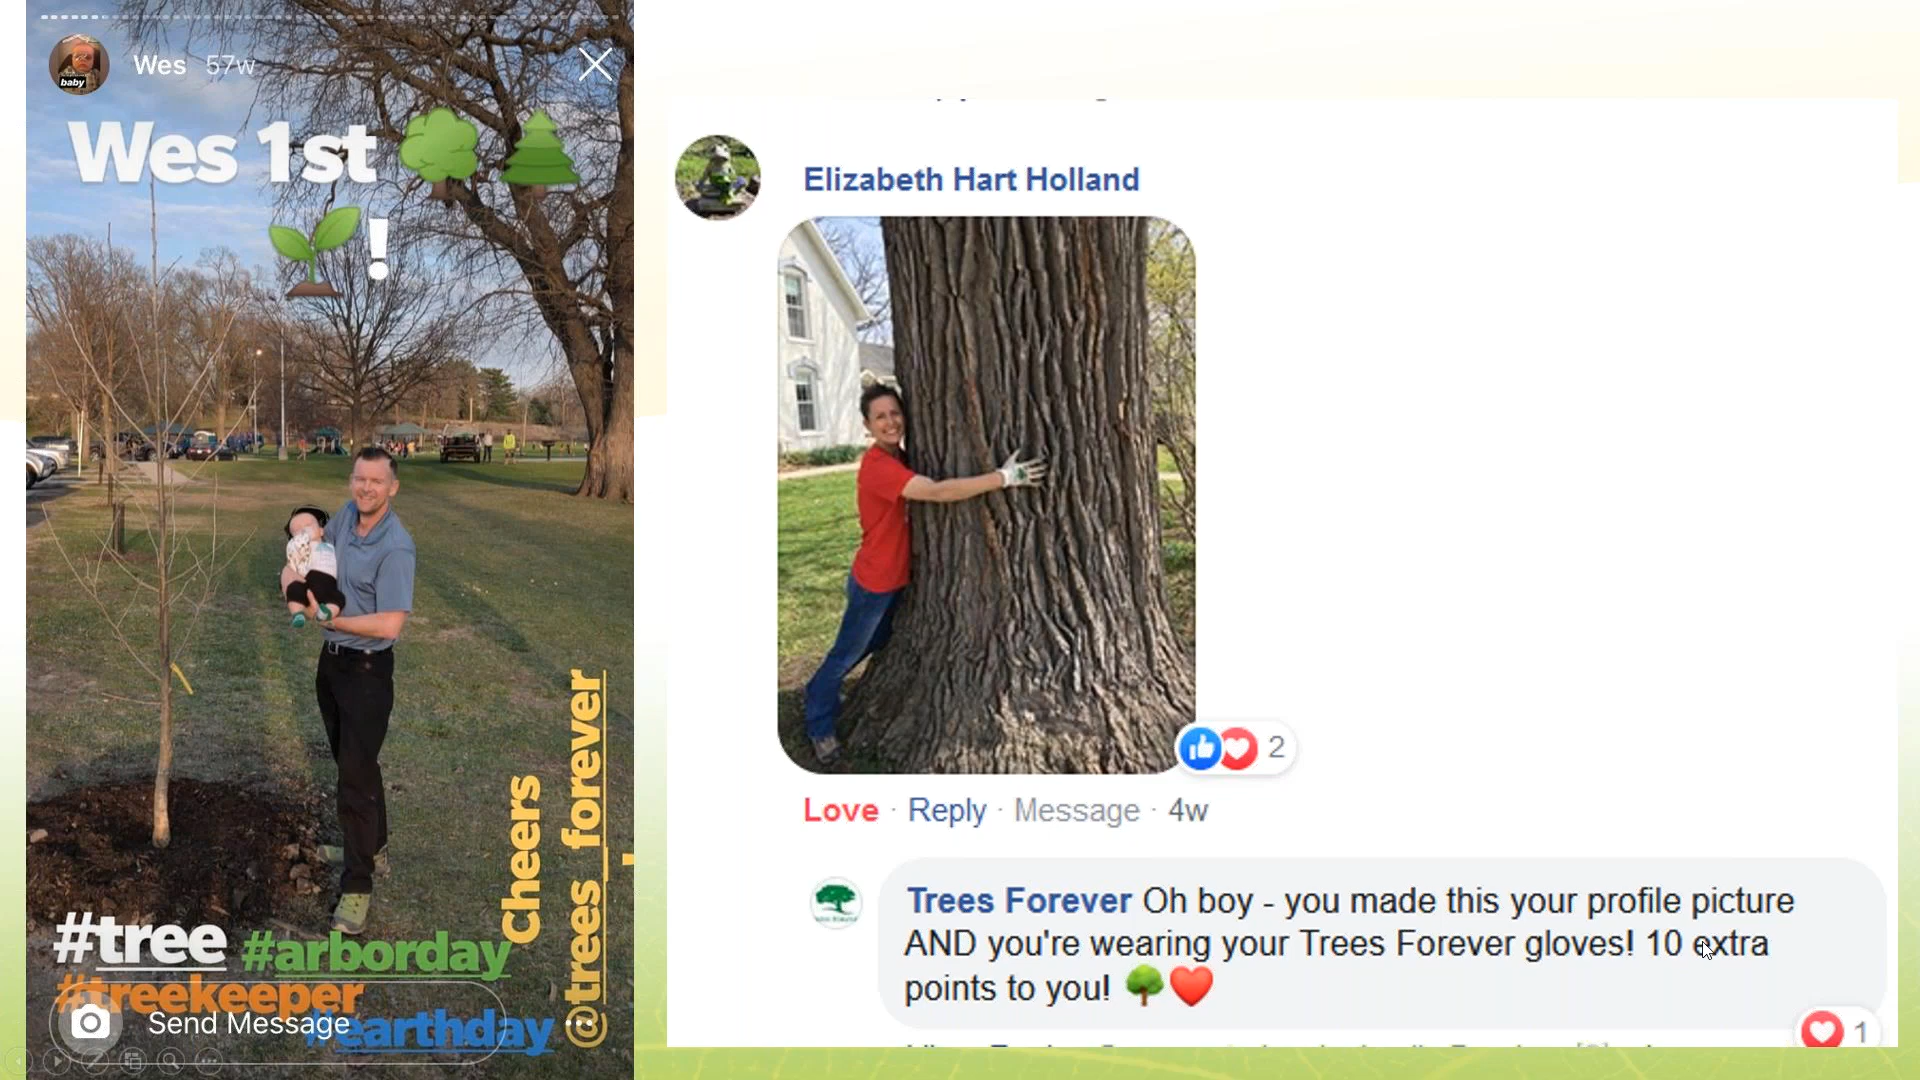 Wes 57w
baby
Wes 1st
!
Cheers
@trees_forever
#tree #arborday
#treekeeper
#earthday
Send Message
Elizabeth Hart Holland
2
Love · Reply · Message · 4w
Trees Forever Oh boy - you made this your profile picture
AND you're wearing your Trees Forever gloves! 10 extra
points to you!
1